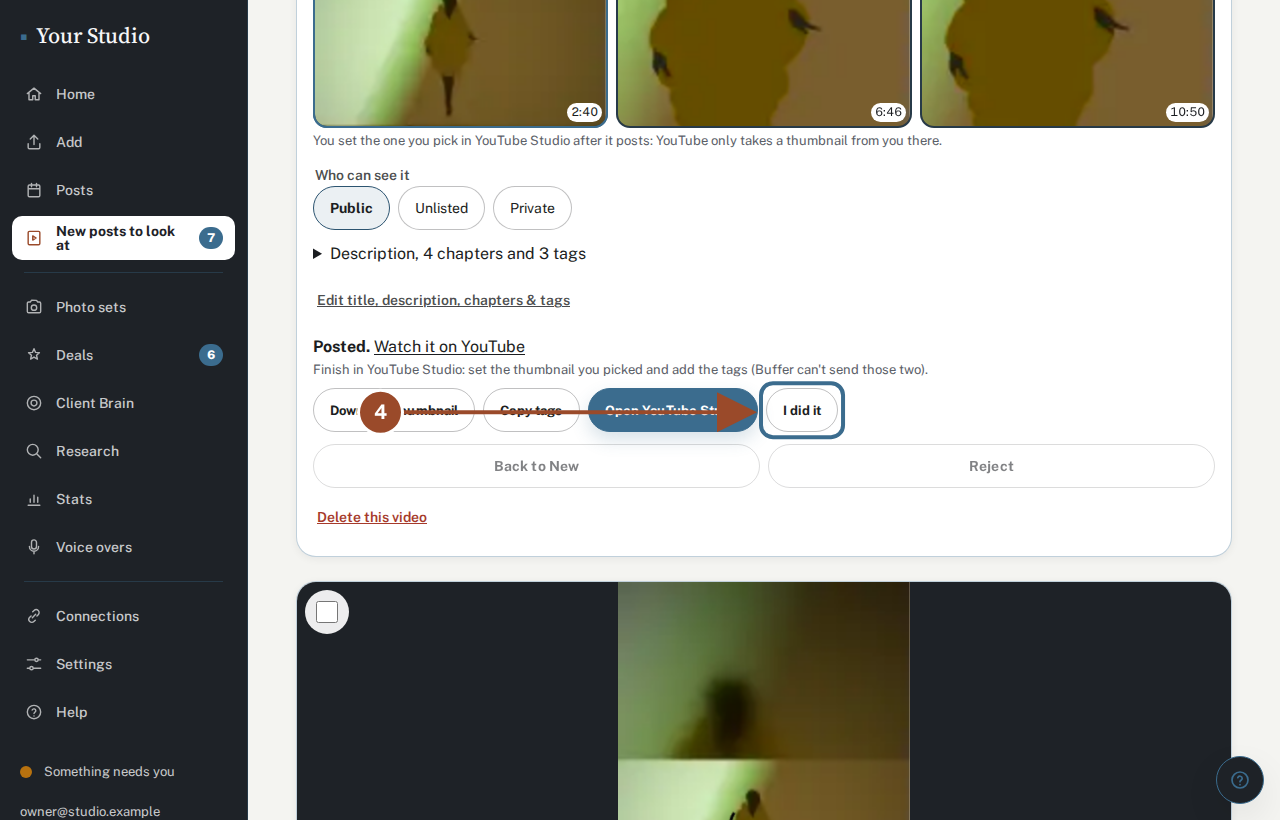 Your Studio
Home
Add
Posts
New posts to look at
7
Photo sets
Deals
6
Client Brain
Research
Stats
Voice overs
Connections
Settings
Help
Something needs you
owner@studio.example
2:40
6:46
10:50
You set the one you pick in YouTube Studio after it posts: YouTube only takes a thumbnail from you there.
Who can see it
Public
Unlisted
Private
Description, 4 chapters and 3 tags
Edit title, description, chapters & tags
Posted. Watch it on YouTube
Finish in YouTube Studio: set the thumbnail you picked and add the tags (Buffer can't send those two).
4
Copy tags
Open YouTube
I did it
Back to New
Reject
Delete this video